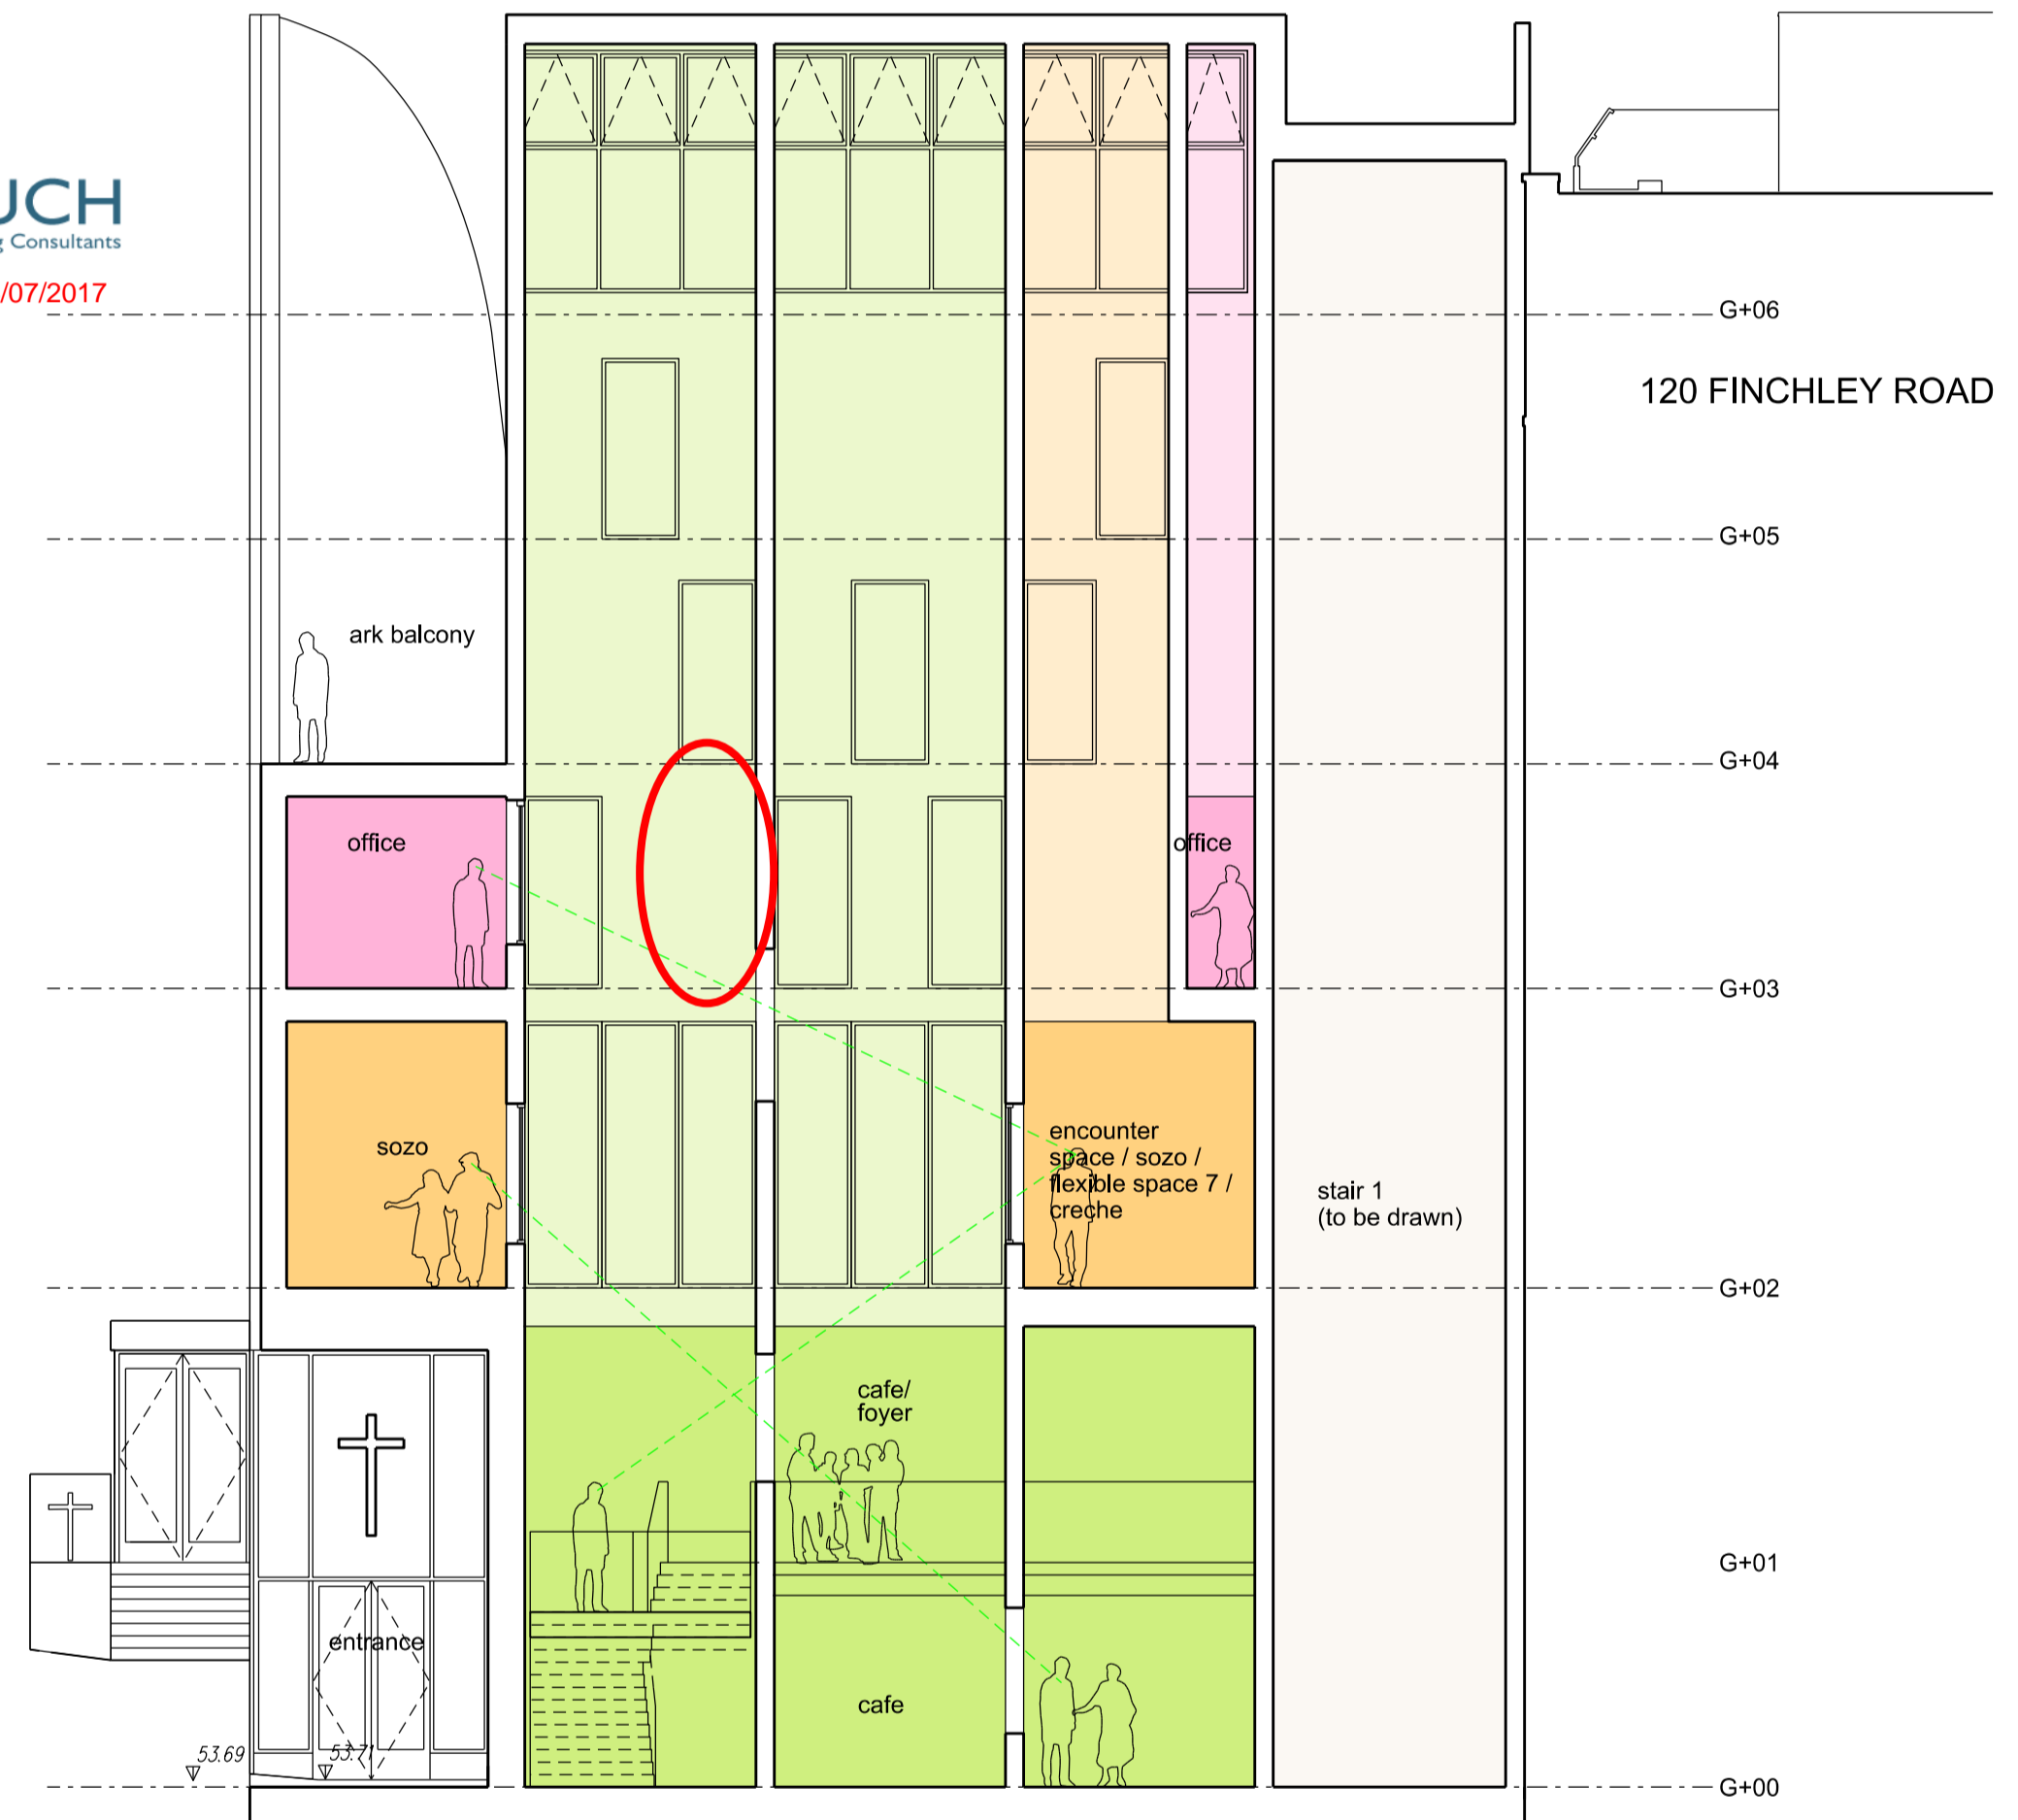 UCH
g Consultants
/07/2017
G+06
120 FINCHLEY ROAD
G+05
ark balcony
G+04
office
office
G+03
sozo
encounter
space / sozo /
flexible space 7 /
creche
stair 1
(to be drawn)
G+02
cafe/
foyer
G+01
entrance
cafe
53.69
53.71
G+00